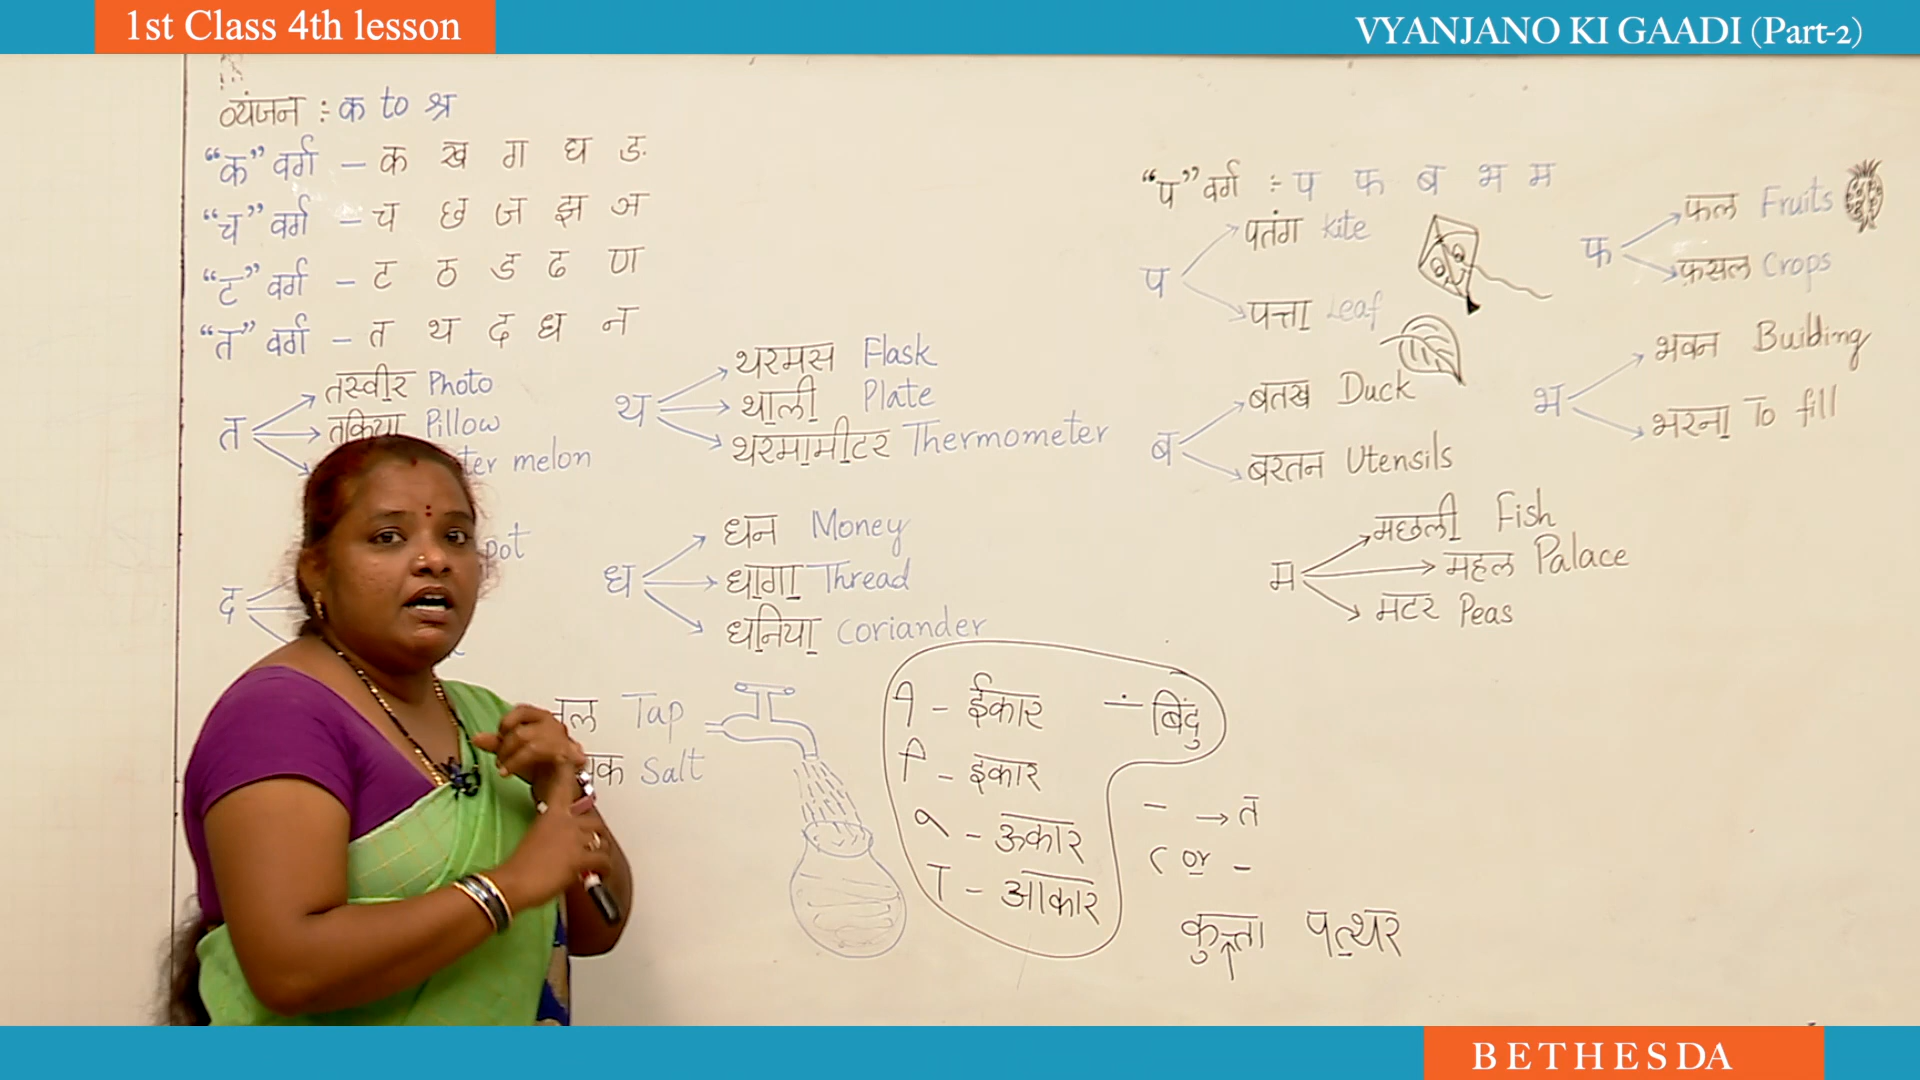 1st Class 4th lesson
VYANJANO KI GAADI (Part-2)
व्यंजन :- क to श्र
“क” वर्ग – क ख ग घ ङ
“च” वर्ग – च छ ज झ ञ
“ट” वर्ग – ट ठ ड ढ ण
“त” वर्ग – त थ द ध न
त
तस्वीर Photo
तकिया Pillow
ter melon
थ
थरमस Flask
थाली Plate
थरमामीटर Thermometer
द
pot
ध
धन Money
धागा Thread
धनिया Coriander
नल Tap
मक Salt
ी – ईकार
ि – इकार
ू – ऊकार
ा – आकार
ं – बिंदु
– → त
( or –
कुत्ता पत्थर
“प” वर्ग :- प फ ब भ म
प
पतंग Kite
पत्ता Leaf
फ
फल Fruits
फ़सल Crops
ब
बतख Duck
बरतन Utensils
भ
भवन Building
भरना To fill
म
मछली Fish
महल Palace
मटर Peas
BETHESDA